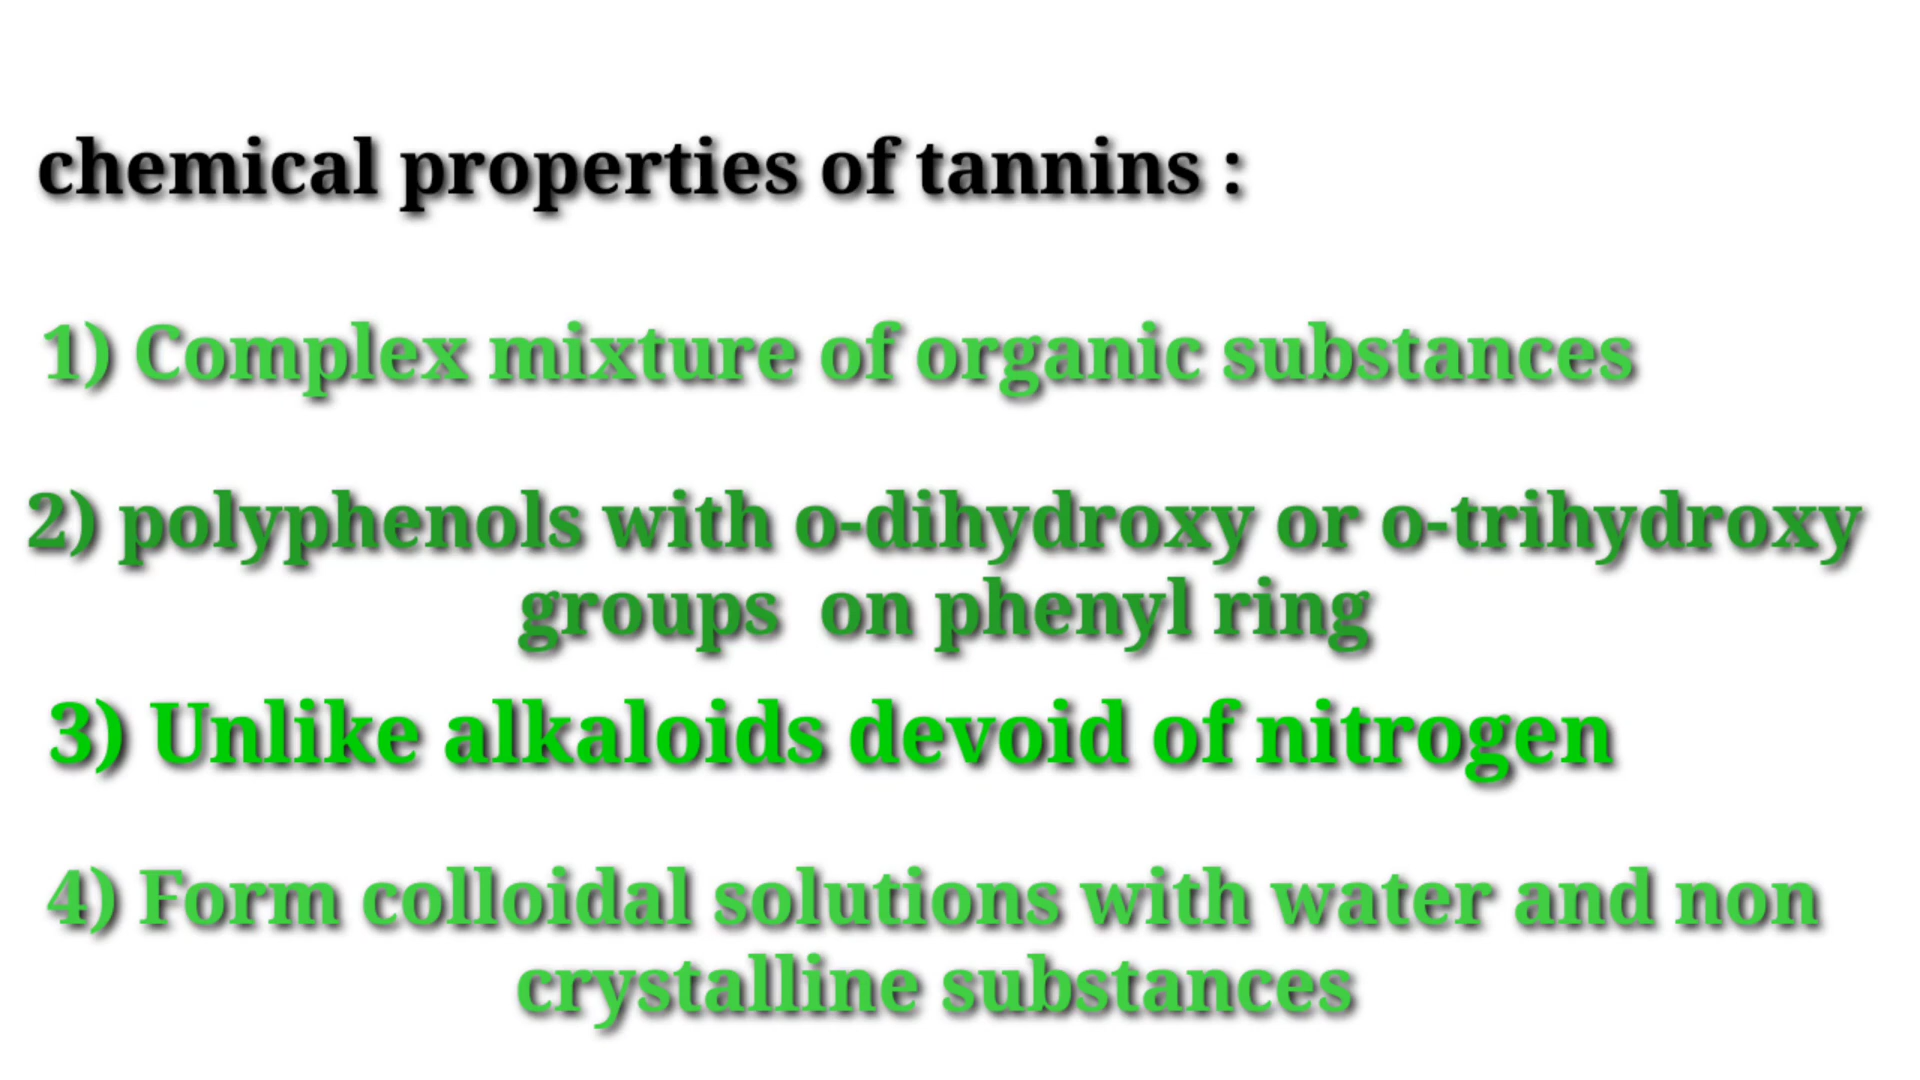 chemical properties of tannins :
1) Complex mixture of organic substances
2) polyphenols with o-dihydroxy or o-trihydroxy
groups  on phenyl ring
3) Unlike alkaloids devoid of nitrogen
4) Form colloidal solutions with water and non
crystalline substances